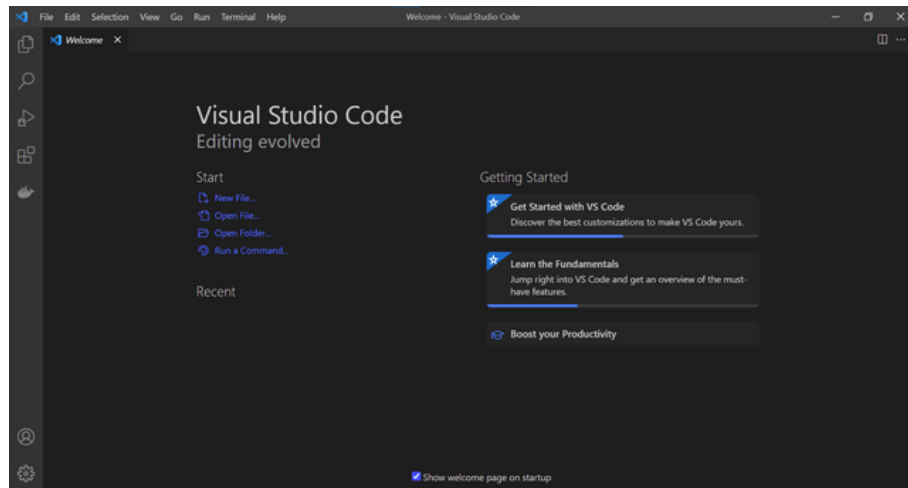 File Edit Selection View Go Run Terminal Help
Welcome - Visual Studio Code
Welcome
Visual Studio Code
Editing evolved
Start
New File...
Open File...
Open Folder...
Run a Command...
Recent
Getting Started
Get Started with VS Code
Discover the best customizations to make VS Code yours.
Learn the Fundamentals
Jump right into VS Code and get an overview of the must-
have features.
Boost your Productivity
Show welcome page on startup